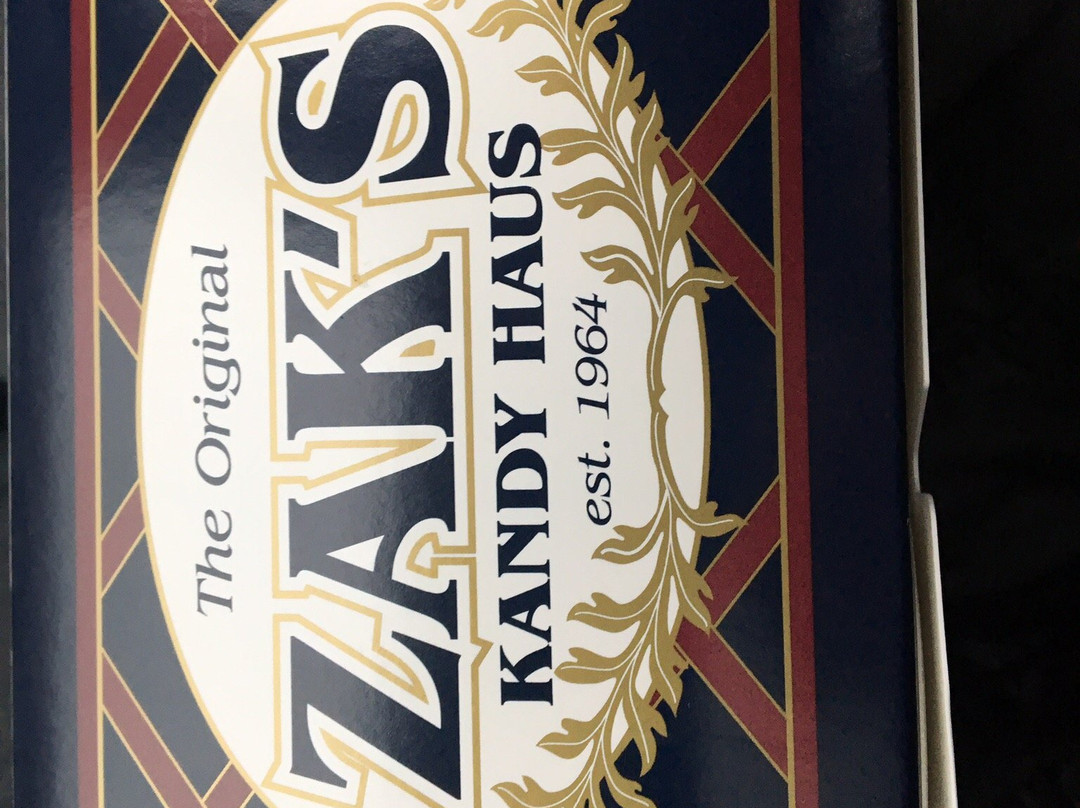 The Original
ZAK'S
KANDY HAUS
est. 1964